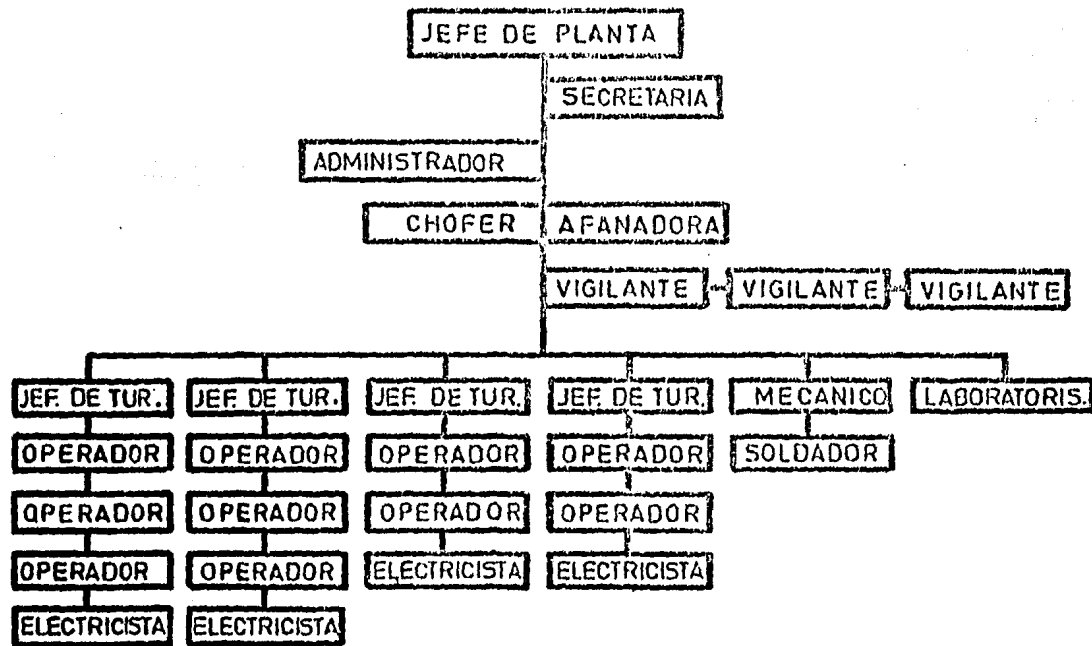 JEFE DE PLANTA
SECRETARIA
ADMINISTRADOR
CHOFER AFANADORA
VIGILANTE VIGILANTE VIGILANTE
JEF. DE TUR. JEF. DE TUR. JEF. DE TUR. JEF. DE TUR. MECANICO LABORATORIS.
OPERADOR OPERADOR OPERADOR OPERADOR SOLDADOR
OPERADOR OPERADOR OPERADOR OPERADOR
OPERADOR OPERADOR ELECTRICISTA ELECTRICISTA
ELECTRICISTA ELECTRICISTA